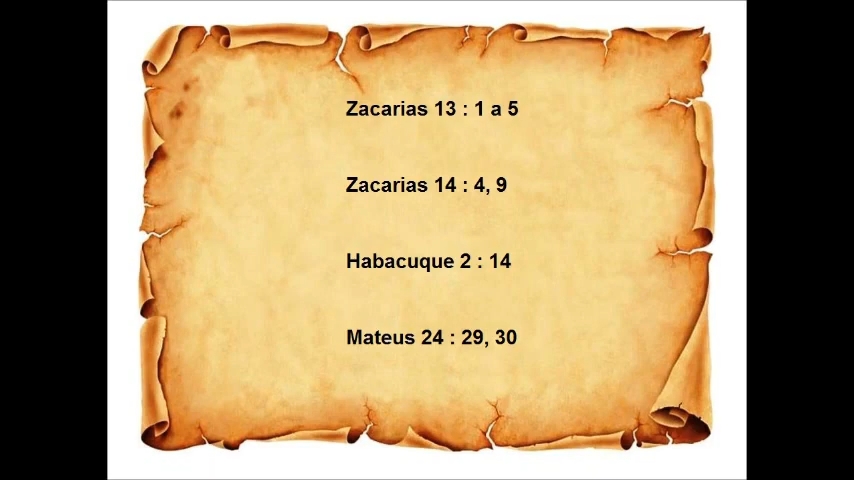 Zacarias 13 : 1 a 5
Zacarias 14 : 4, 9
Habacuque 2 : 14
Mateus 24 : 29, 30